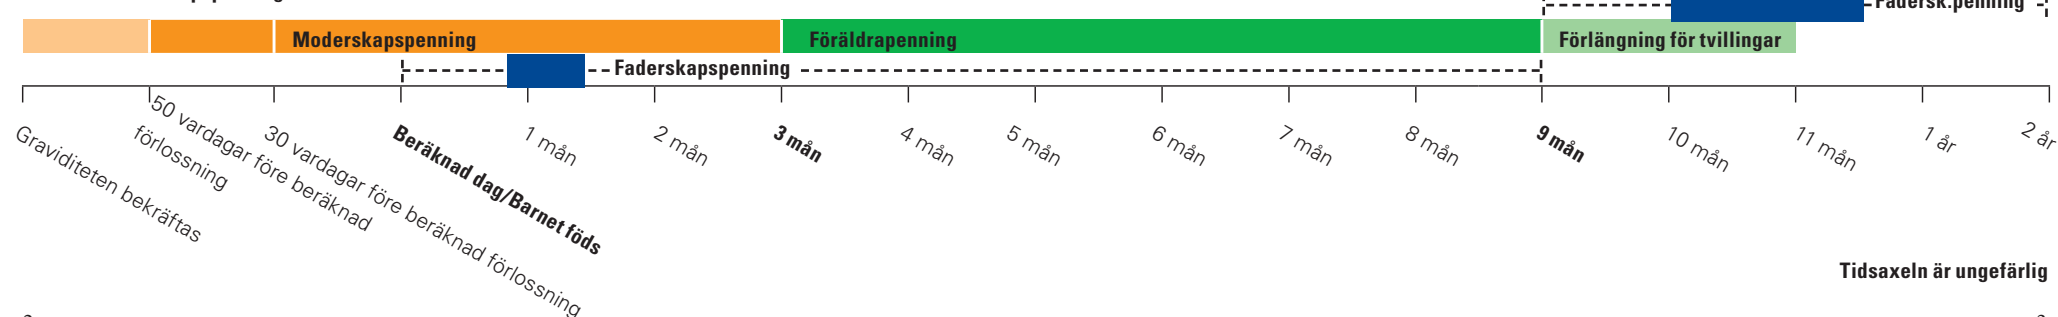 Fadersk.penning
Moderskapspenning
Föräldrapenning
Förlängning för tvillingar
Faderskapspenning
Graviditeten bekräftas
50 vardagar före beräknad
förlossning
30 vardagar före beräknad förlossning
Beräknad dag/Barnet föds
1 mån
2 mån
3 mån
4 mån
5 mån
6 mån
7 mån
8 mån
9 mån
10 mån
11 mån
1 år
2 år
Tidsaxeln är ungefärlig